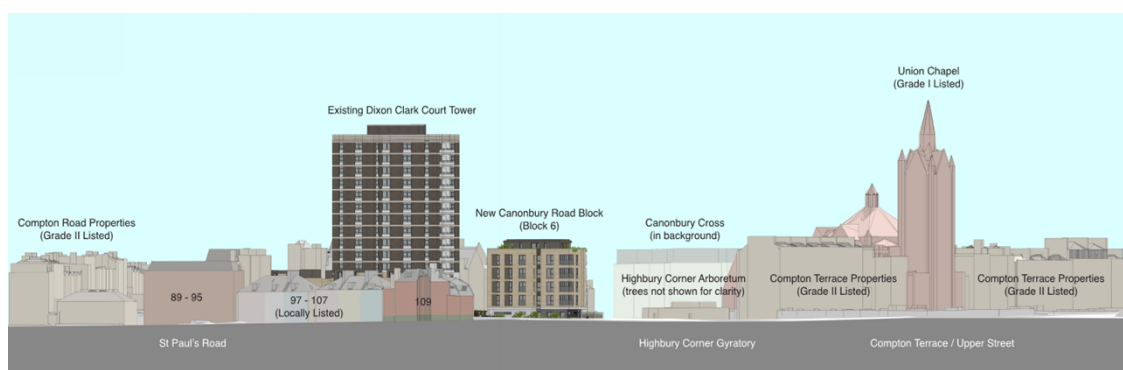 Union Chapel
(Grade I Listed)
Existing Dixon Clark Court Tower
Compton Road Properties
(Grade II Listed)
New Canonbury Road Block
(Block 6)
Canonbury Cross
(in background)
89 - 95
97 - 107
(Locally Listed)
109
Highbury Corner Arboretum
(trees not shown for clarity)
Compton Terrace Properties
(Grade II Listed)
Compton Terrace Properties
(Grade II Listed)
St Paul's Road
Highbury Corner Gyratory
Compton Terrace / Upper Street